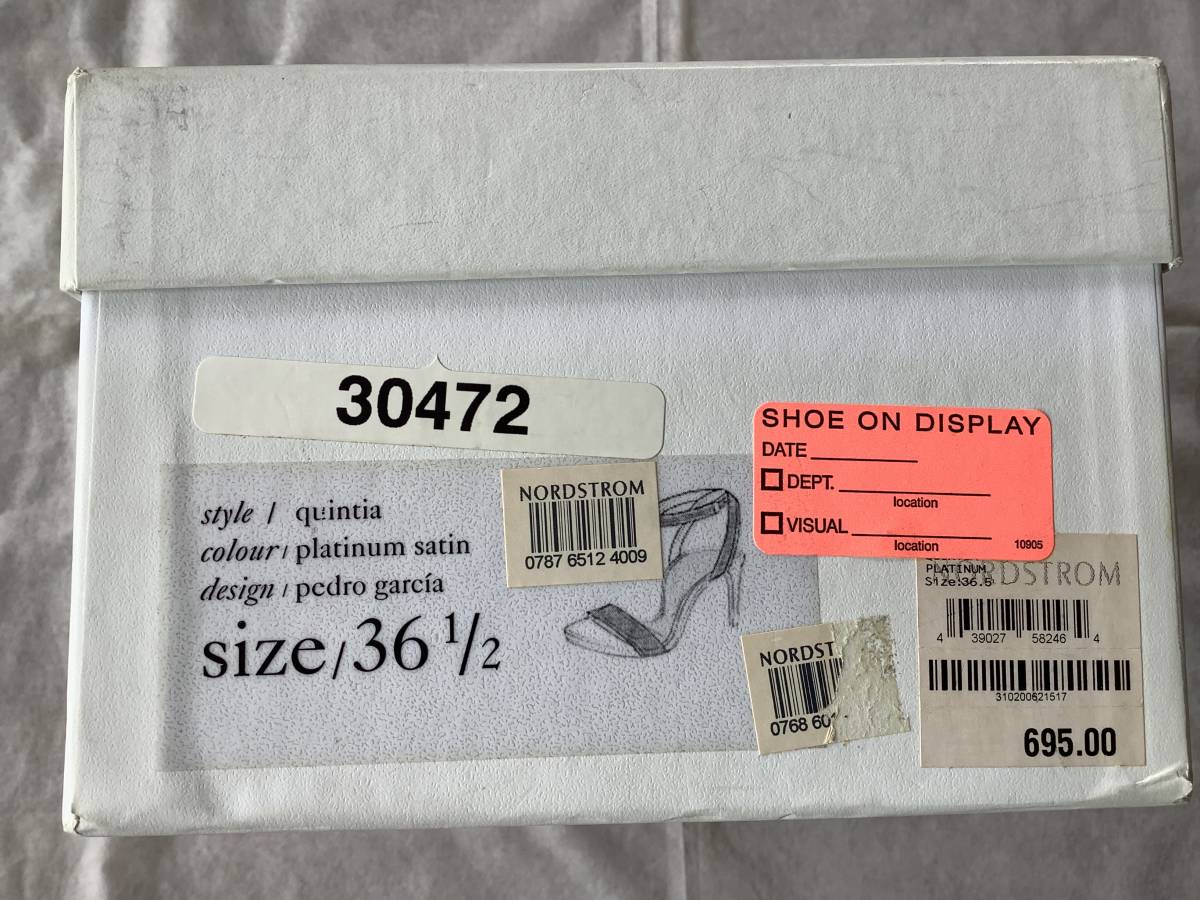 30472
style / quintia
colour / platinum satin
design / pedro garcía
size/36 1/2
NORDSTROM
0787 6512 4009
SHOE ON DISPLAY
DATE
DEPT.
location
VISUAL
location
10905
NORDST
0768
PLATINUM
Size:36.5
NORDSTROM
4 39027 58246 4
310200621517
695.00